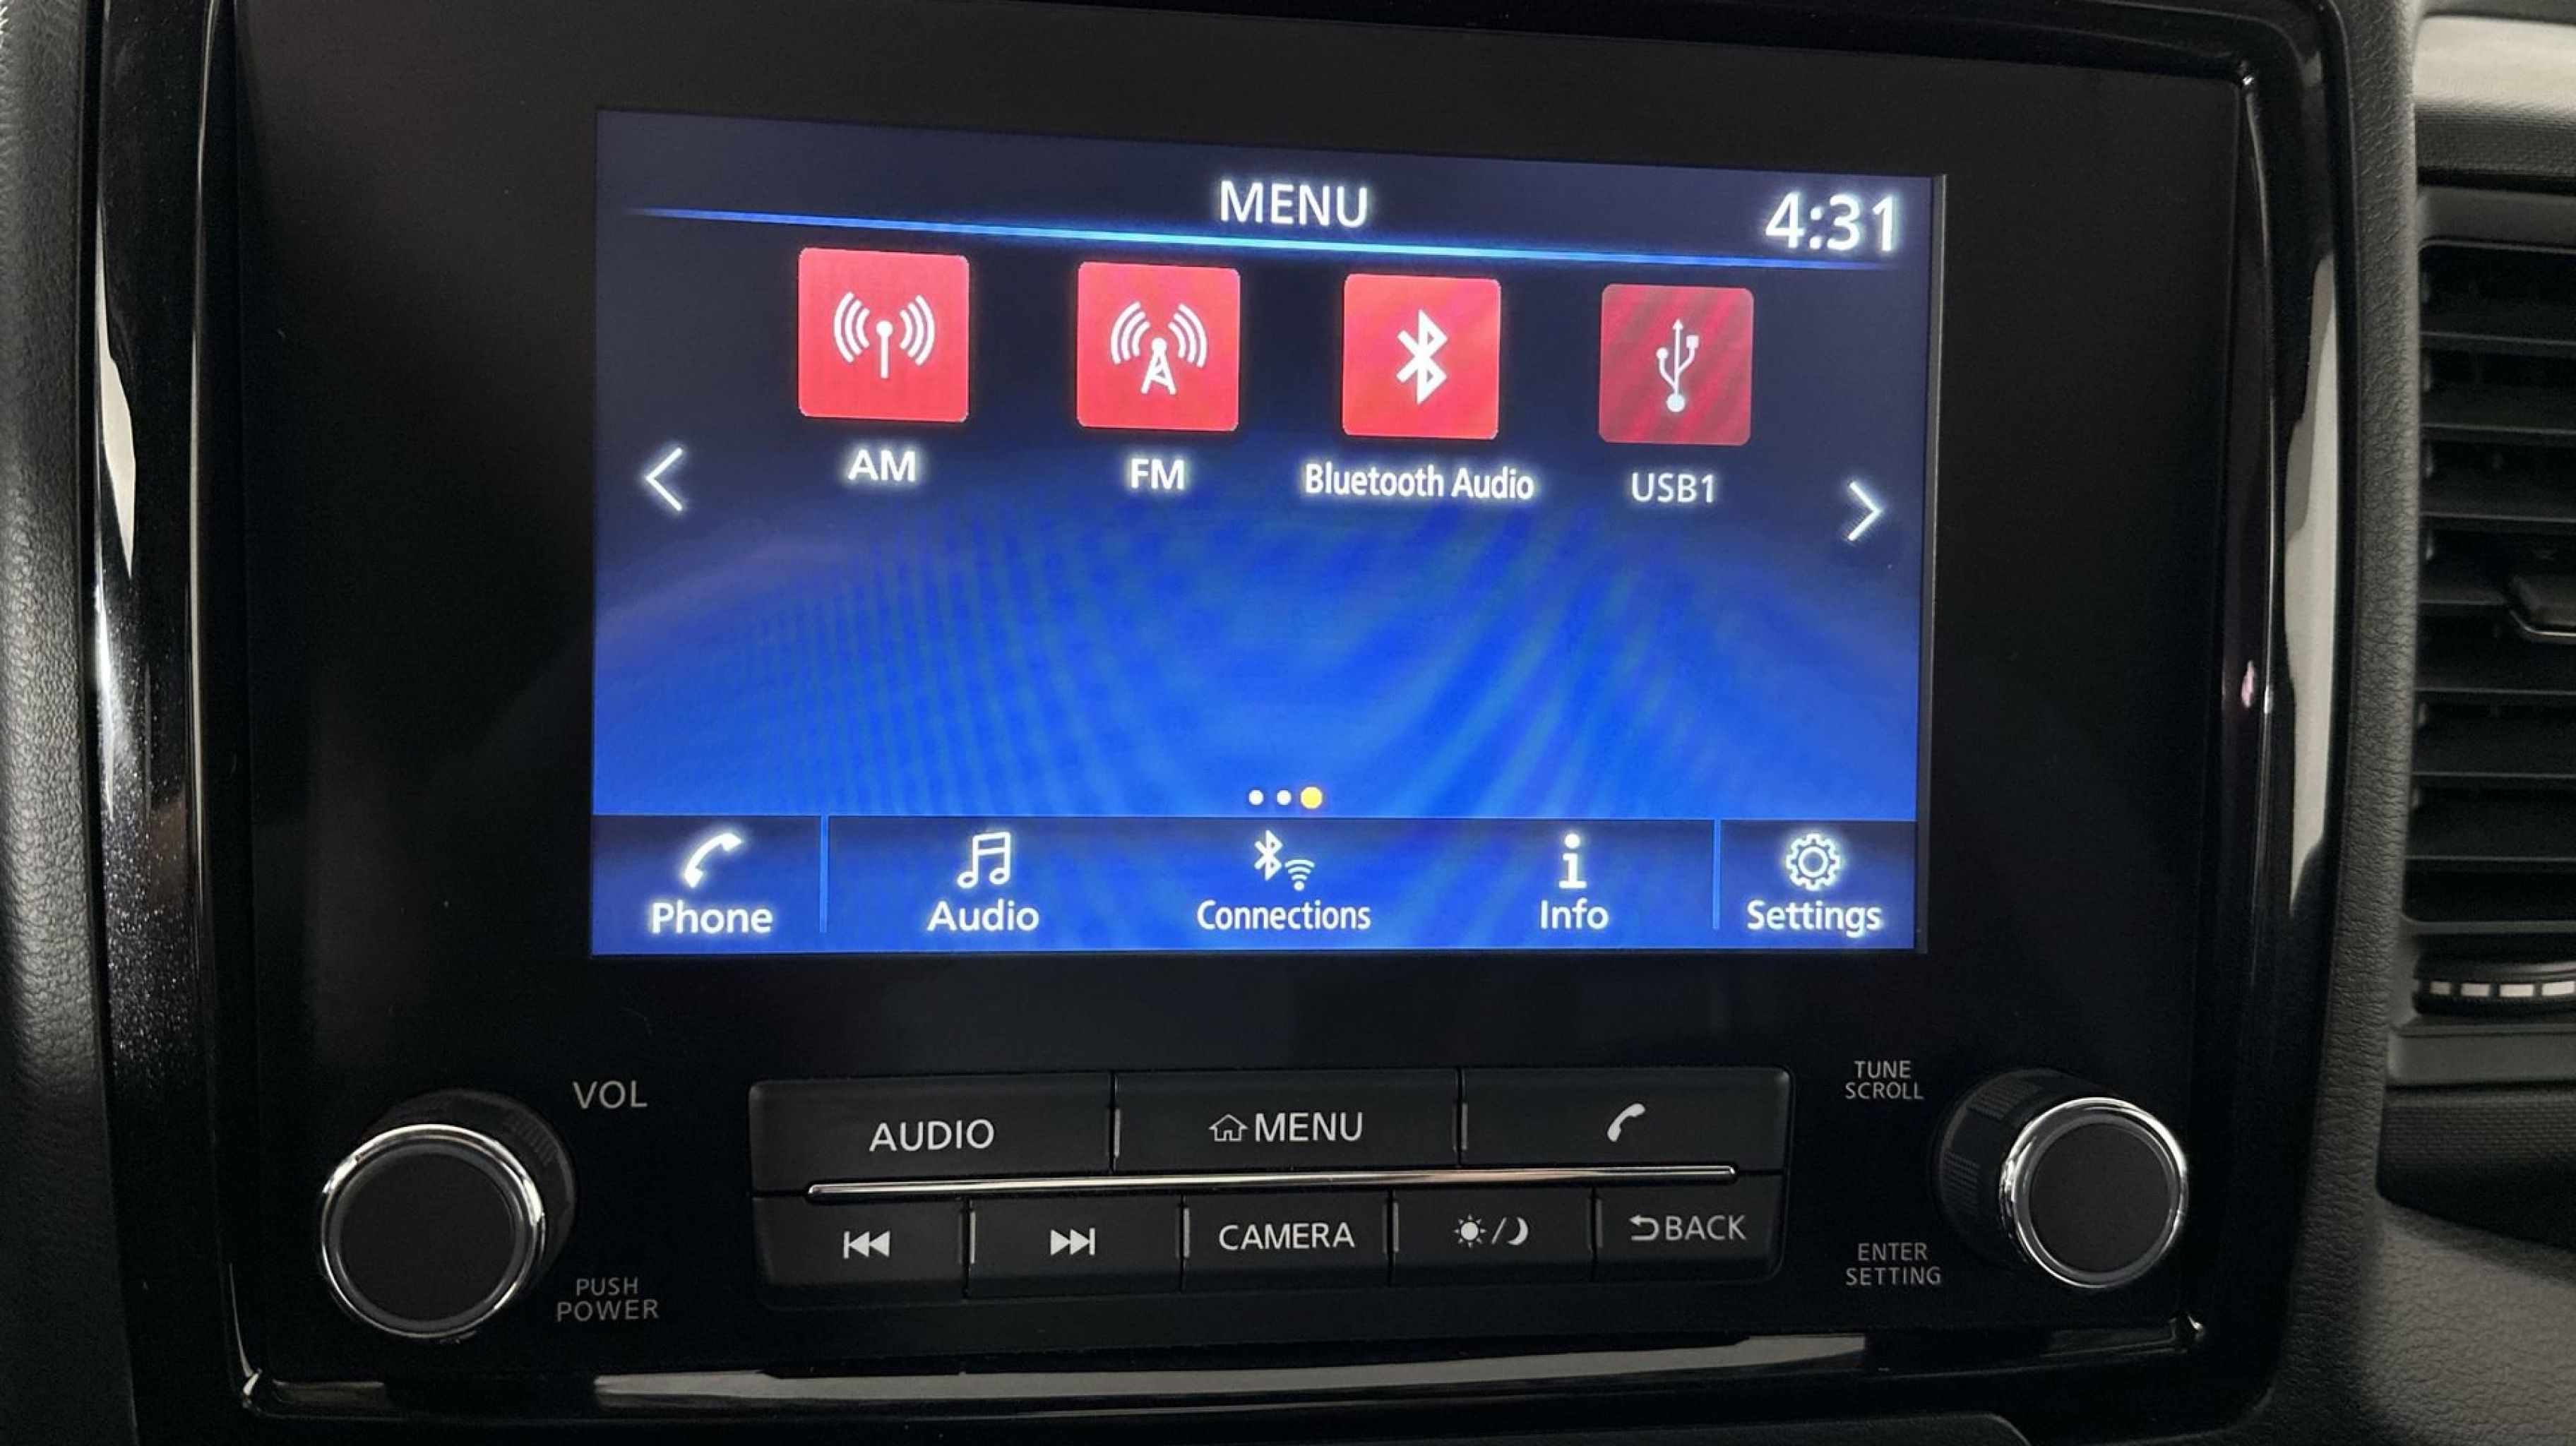 MENU
4:31
AM
FM
Bluetooth Audio
USB1
Phone
Audio
Connections
Info
Settings
VOL
PUSH
POWER
AUDIO
MENU
CAMERA
BACK
TUNE
SCROLL
ENTER
SETTING